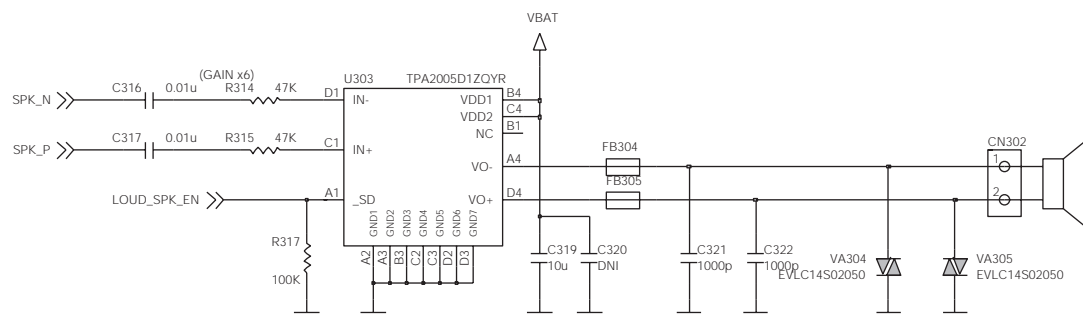 VBAT
(GAIN x6)
U303 TPA2005D1ZQYR
C316 0.01u R314 47K
SPK_N
D1 IN- VDD1 B4
VDD2 C4
NC B1
C317 0.01u R315 47K
SPK_P
C1 IN+
VO- A4
FB304
CN302
1
FB305
LOUD_SPK_EN
A1 _SD VO+ D4
2
GND1 GND2 GND3 GND4 GND5 GND6 GND7
A2 A3 B3 C2 C3 D2 D3
R317
100K
C319
10u
C320
DNI
C321
1000p
C322
1000p
VA304
EVLC14S02050
VA305
EVLC14S02050